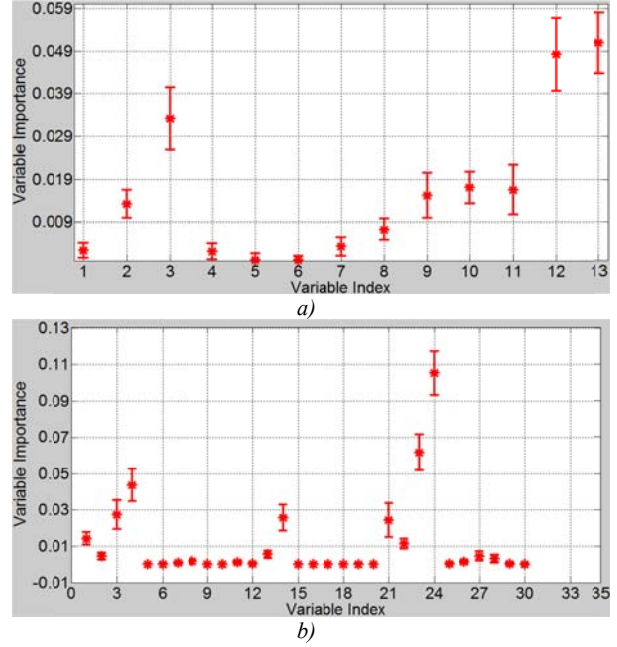 0.059
0.049
0.039
0.029
0.019
0.009
Variable Importance
1 2 3 4 5 6 7 8 9 10 11 12 13
Variable Index
a)
0.13
0.11
0.09
0.07
0.05
0.03
0.01
-0.01
Variable Importance
0 3 6 9 12 15 18 21 24 27 30 33 35
Variable Index
b)